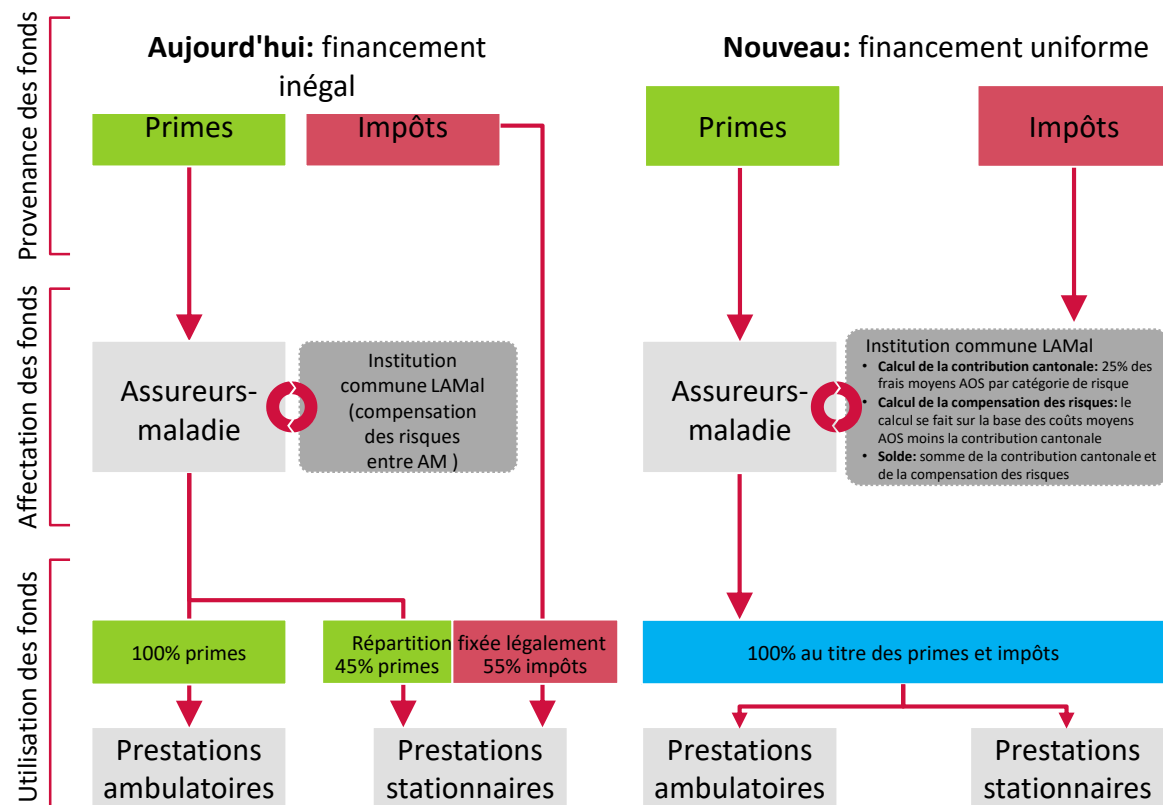 Provenance des fonds
Aujourd'hui: financement
inégal
Primes
Impôts
Nouveau: financement uniforme
Primes
Impôts
Affectation des fonds
Assureurs-
maladie
Institution
commune LAMal
(compensation
des risques
entre AM )
Assureurs-
maladie
Institution commune LAMal
• Calcul de la contribution cantonale: 25% des
frais moyens AOS par catégorie de risque
• Calcul de la compensation des risques: le
calcul se fait sur la base des coûts moyens
AOS moins la contribution cantonale
• Solde: somme de la contribution cantonale et
de la compensation des risques
Utilisation des fonds
100% primes
Répartition fixée légalement
45% primes 55% impôts
100% au titre des primes et impôts
Prestations
ambulatoires
Prestations
stationnaires
Prestations
ambulatoires
Prestations
stationnaires